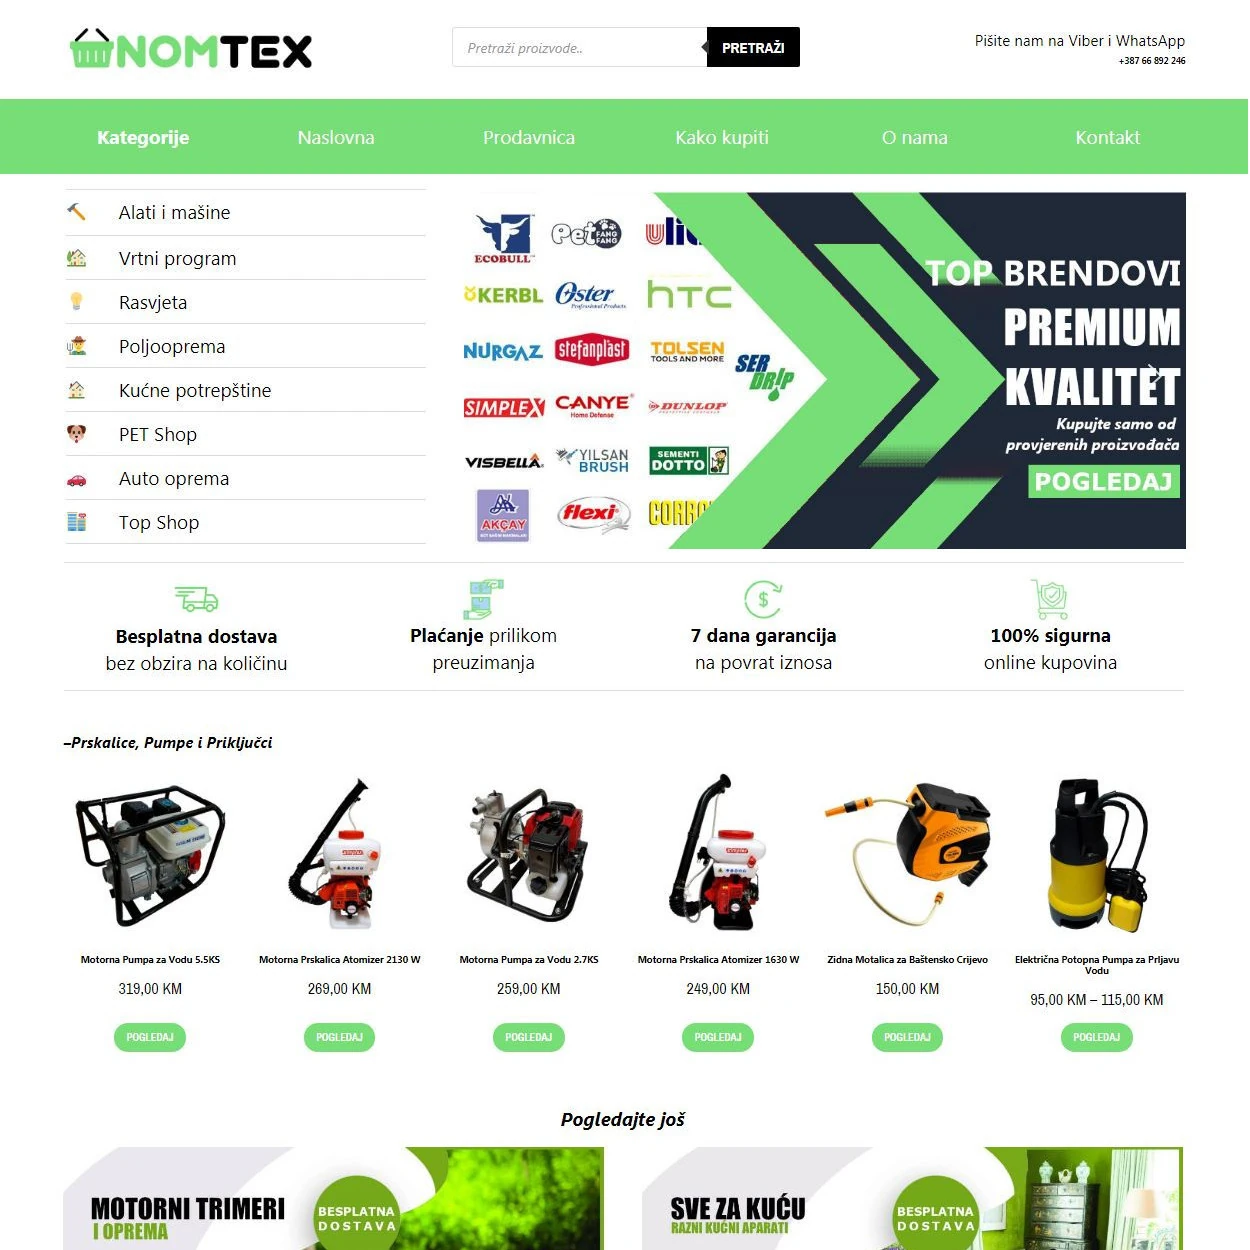 NOMTEX
Pretraži proizvode..
PRETRAŽI
Pišite nam na Viber i WhatsApp
+387 66 892 246
Kategorije
Naslovna
Prodavnica
Kako kupiti
O nama
Kontakt
Alati i mašine
Vrtni program
Rasvjeta
Poljooprema
Kućne potrepštine
PET Shop
Auto oprema
Top Shop
ECOBULL
Pet FANG FANG
KERBL
Oster
Professional Products
hTC
NURGAZ
stefanplast
TOLSEN
TOOLS AND MORE
SER DRIP
SIMPLEX
CANYE
Home Defense
DUNLOP
VISBELLA
YILSAN
BRUSH
SEMENTI
DOTTO
AKÇAY
flexi
TOP BRENDOVI
PREMIUM
KVALITET
Kupujte samo od
provjerenih proizvođača
POGLEDAJ
Besplatna dostava
bez obzira na količinu
Plaćanje prilikom
preuzimanja
7 dana garancija
na povrat iznosa
100% sigurna
online kupovina
–Prskalice, Pumpe i Priključci
Motorna Pumpa za Vodu 5.5KS
319,00 KM
POGLEDAJ
Motorna Prskalica Atomizer 2130 W
269,00 KM
POGLEDAJ
Motorna Pumpa za Vodu 2.7KS
259,00 KM
POGLEDAJ
Motorna Prskalica Atomizer 1630 W
249,00 KM
POGLEDAJ
Zidna Motalica za Baštensko Crijevo
150,00 KM
POGLEDAJ
Električna Potopna Pumpa za Prljavu
Vodu
95,00 KM – 115,00 KM
POGLEDAJ
Pogledajte još
MOTORNI TRIMERI
I OPREMA
BESPLATNA
DOSTAVA
SVE ZA KUĆU
RAZNI KUĆNI APARATI
BESPLATNA
DOSTAVA